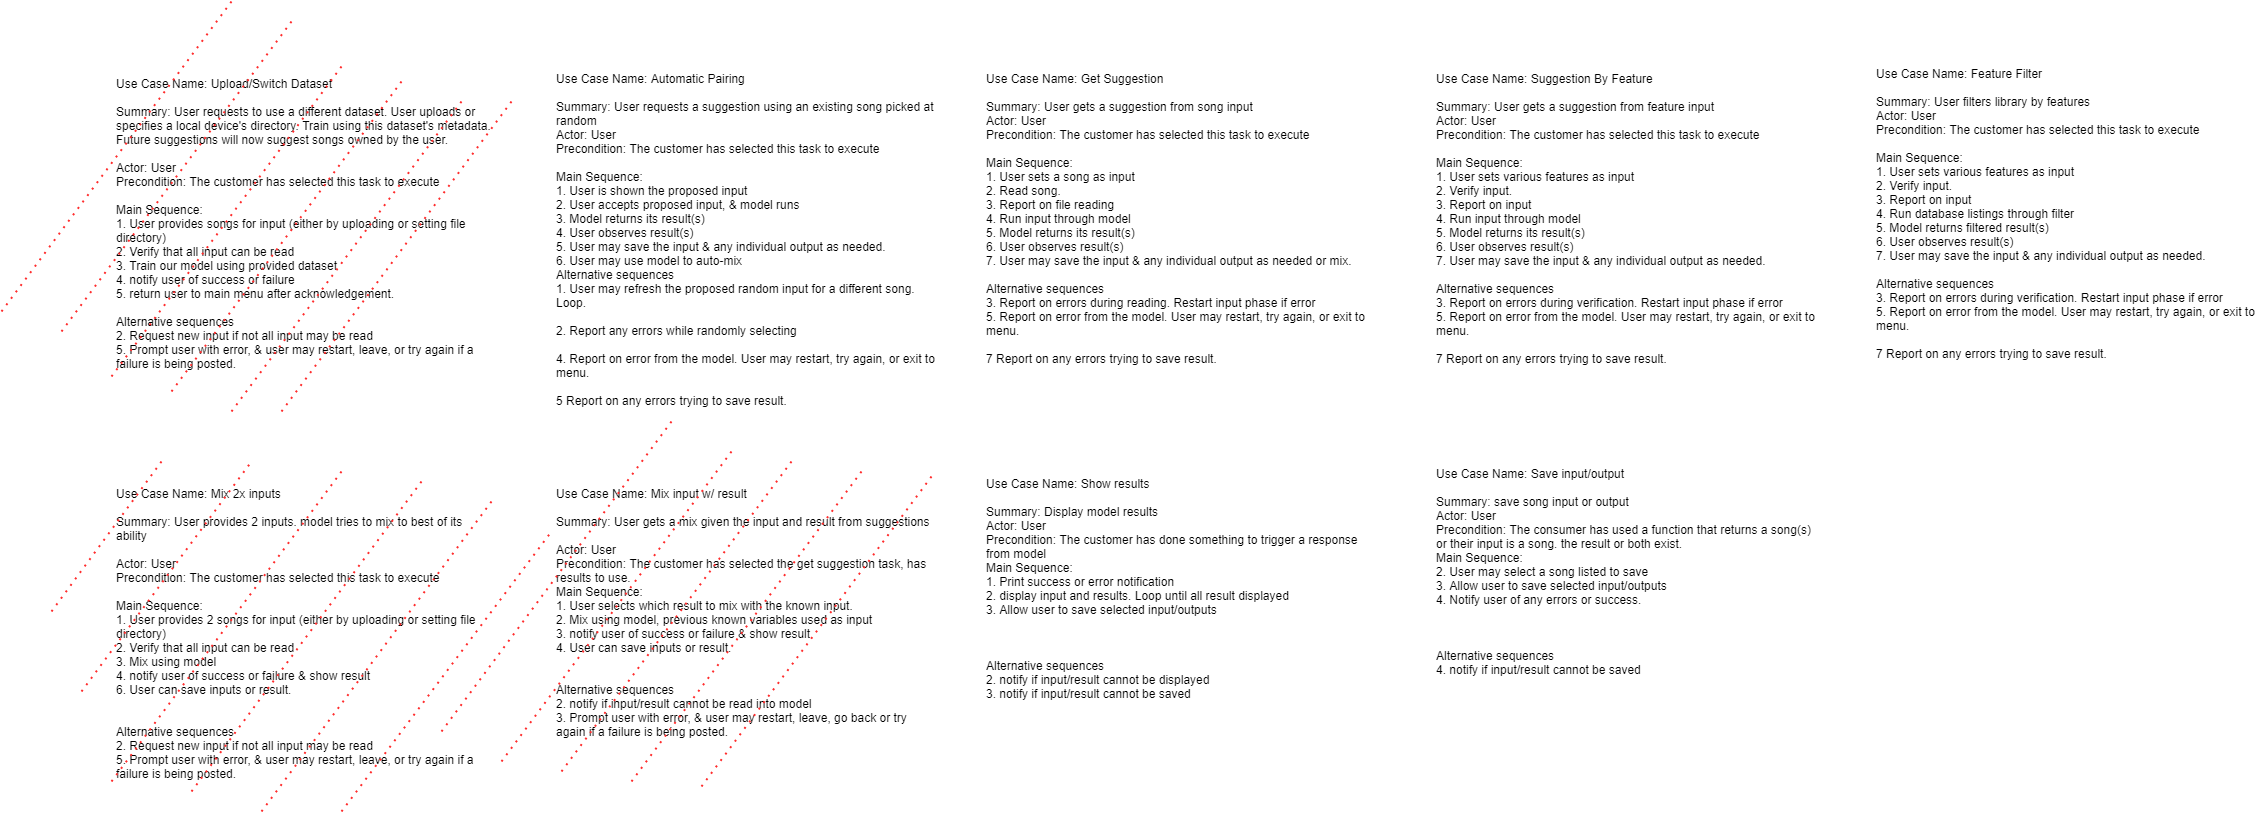 Use Case Name: Upload/Switch Dataset
Summary: User requests to use a different dataset. User uploads or
specifies a local device's directory. Train using this dataset's metadata.
Future suggestions will now suggest songs owned by the user.
Actor: User
Precondition: The customer has selected this task to execute
Main Sequence:
1. User provides songs for input (either by uploading or setting file
directory)
2. Verify that all input can be read
3. Train our model using provided dataset
4. notify user of success or failure
5. return user to main menu after acknowledgement.
Alternative sequences
2. Request new input if not all input may be read
5. Prompt user with error, & user may restart, leave, or try again if a
failure is being posted.
Use Case Name: Automatic Pairing
Summary: User requests a suggestion using an existing song picked at
random
Actor: User
Precondition: The customer has selected this task to execute
Main Sequence:
1. User is shown the proposed input
2. User accepts proposed input, & model runs
3. Model returns its result(s)
4. User observes result(s)
5. User may save the input & any individual output as needed.
6. User may use model to auto-mix
Alternative sequences
1. User may refresh the proposed random input for a different song.
Loop.
2. Report any errors while randomly selecting
4. Report on error from the model. User may restart, try again, or exit to
menu.
5 Report on any errors trying to save result.
Use Case Name: Get Suggestion
Summary: User gets a suggestion from song input
Actor: User
Precondition: The customer has selected this task to execute
Main Sequence:
1. User sets a song as input
2. Read song.
3. Report on file reading
4. Run input through model
5. Model returns its result(s)
6. User observes result(s)
7. User may save the input & any individual output as needed or mix.
Alternative sequences
3. Report on errors during reading. Restart input phase if error
5. Report on error from the model. User may restart, try again, or exit to
menu.
7 Report on any errors trying to save result.
Use Case Name: Suggestion By Feature
Summary: User gets a suggestion from feature input
Actor: User
Precondition: The customer has selected this task to execute
Main Sequence:
1. User sets various features as input
2. Verify input.
3. Report on input
4. Run input through model
5. Model returns its result(s)
6. User observes result(s)
7. User may save the input & any individual output as needed.
Alternative sequences
3. Report on errors during verification. Restart input phase if error
5. Report on error from the model. User may restart, try again, or exit to
menu.
7 Report on any errors trying to save result.
Use Case Name: Feature Filter
Summary: User filters library by features
Actor: User
Precondition: The customer has selected this task to execute
Main Sequence:
1. User sets various features as input
2. Verify input.
3. Report on input
4. Run database listings through filter
5. Model returns filtered result(s)
6. User observes result(s)
7. User may save the input & any individual output as needed.
Alternative sequences
3. Report on errors during verification. Restart input phase if error
5. Report on error from the model. User may restart, try again, or exit to
menu.
7 Report on any errors trying to save result.
Use Case Name: Mix 2x inputs
Summary: User provides 2 inputs. model tries to mix to best of its
ability
Actor: User
Precondition: The customer has selected this task to execute
Main Sequence:
1. User provides 2 songs for input (either by uploading or setting file
directory)
2. Verify that all input can be read
3. Mix using model
4. notify user of success or failure & show result
6. User can save inputs or result.
Alternative sequences
2. Request new input if not all input may be read
5. Prompt user with error, & user may restart, leave, or try again if a
failure is being posted.
Use Case Name: Mix input w/ result
Summary: User gets a mix given the input and result from suggestions
Actor: User
Precondition: The customer has selected the get suggestion task, has
results to use.
Main Sequence:
1. User selects which result to mix with the known input.
2. Mix using model, previous known variables used as input
3. notify user of success or failure & show result,
4. User can save inputs or result.
Alternative sequences
2. notify if input/result cannot be read into model
3. Prompt user with error, & user may restart, leave, go back or try
again if a failure is being posted.
Use Case Name: Show results
Summary: Display model results
Actor: User
Precondition: The customer has done something to trigger a response
from model
Main Sequence:
1. Print success or error notification
2. display input and results. Loop until all result displayed
3. Allow user to save selected input/outputs
Alternative sequences
2. notify if input/result cannot be displayed
3. notify if input/result cannot be saved
Use Case Name: Save input/output
Summary: save song input or output
Actor: User
Precondition: The consumer has used a function that returns a song(s)
or their input is a song. the result or both exist.
Main Sequence:
2. User may select a song listed to save
3. Allow user to save selected input/outputs
4. Notify user of any errors or success.
Alternative sequences
4. notify if input/result cannot be saved